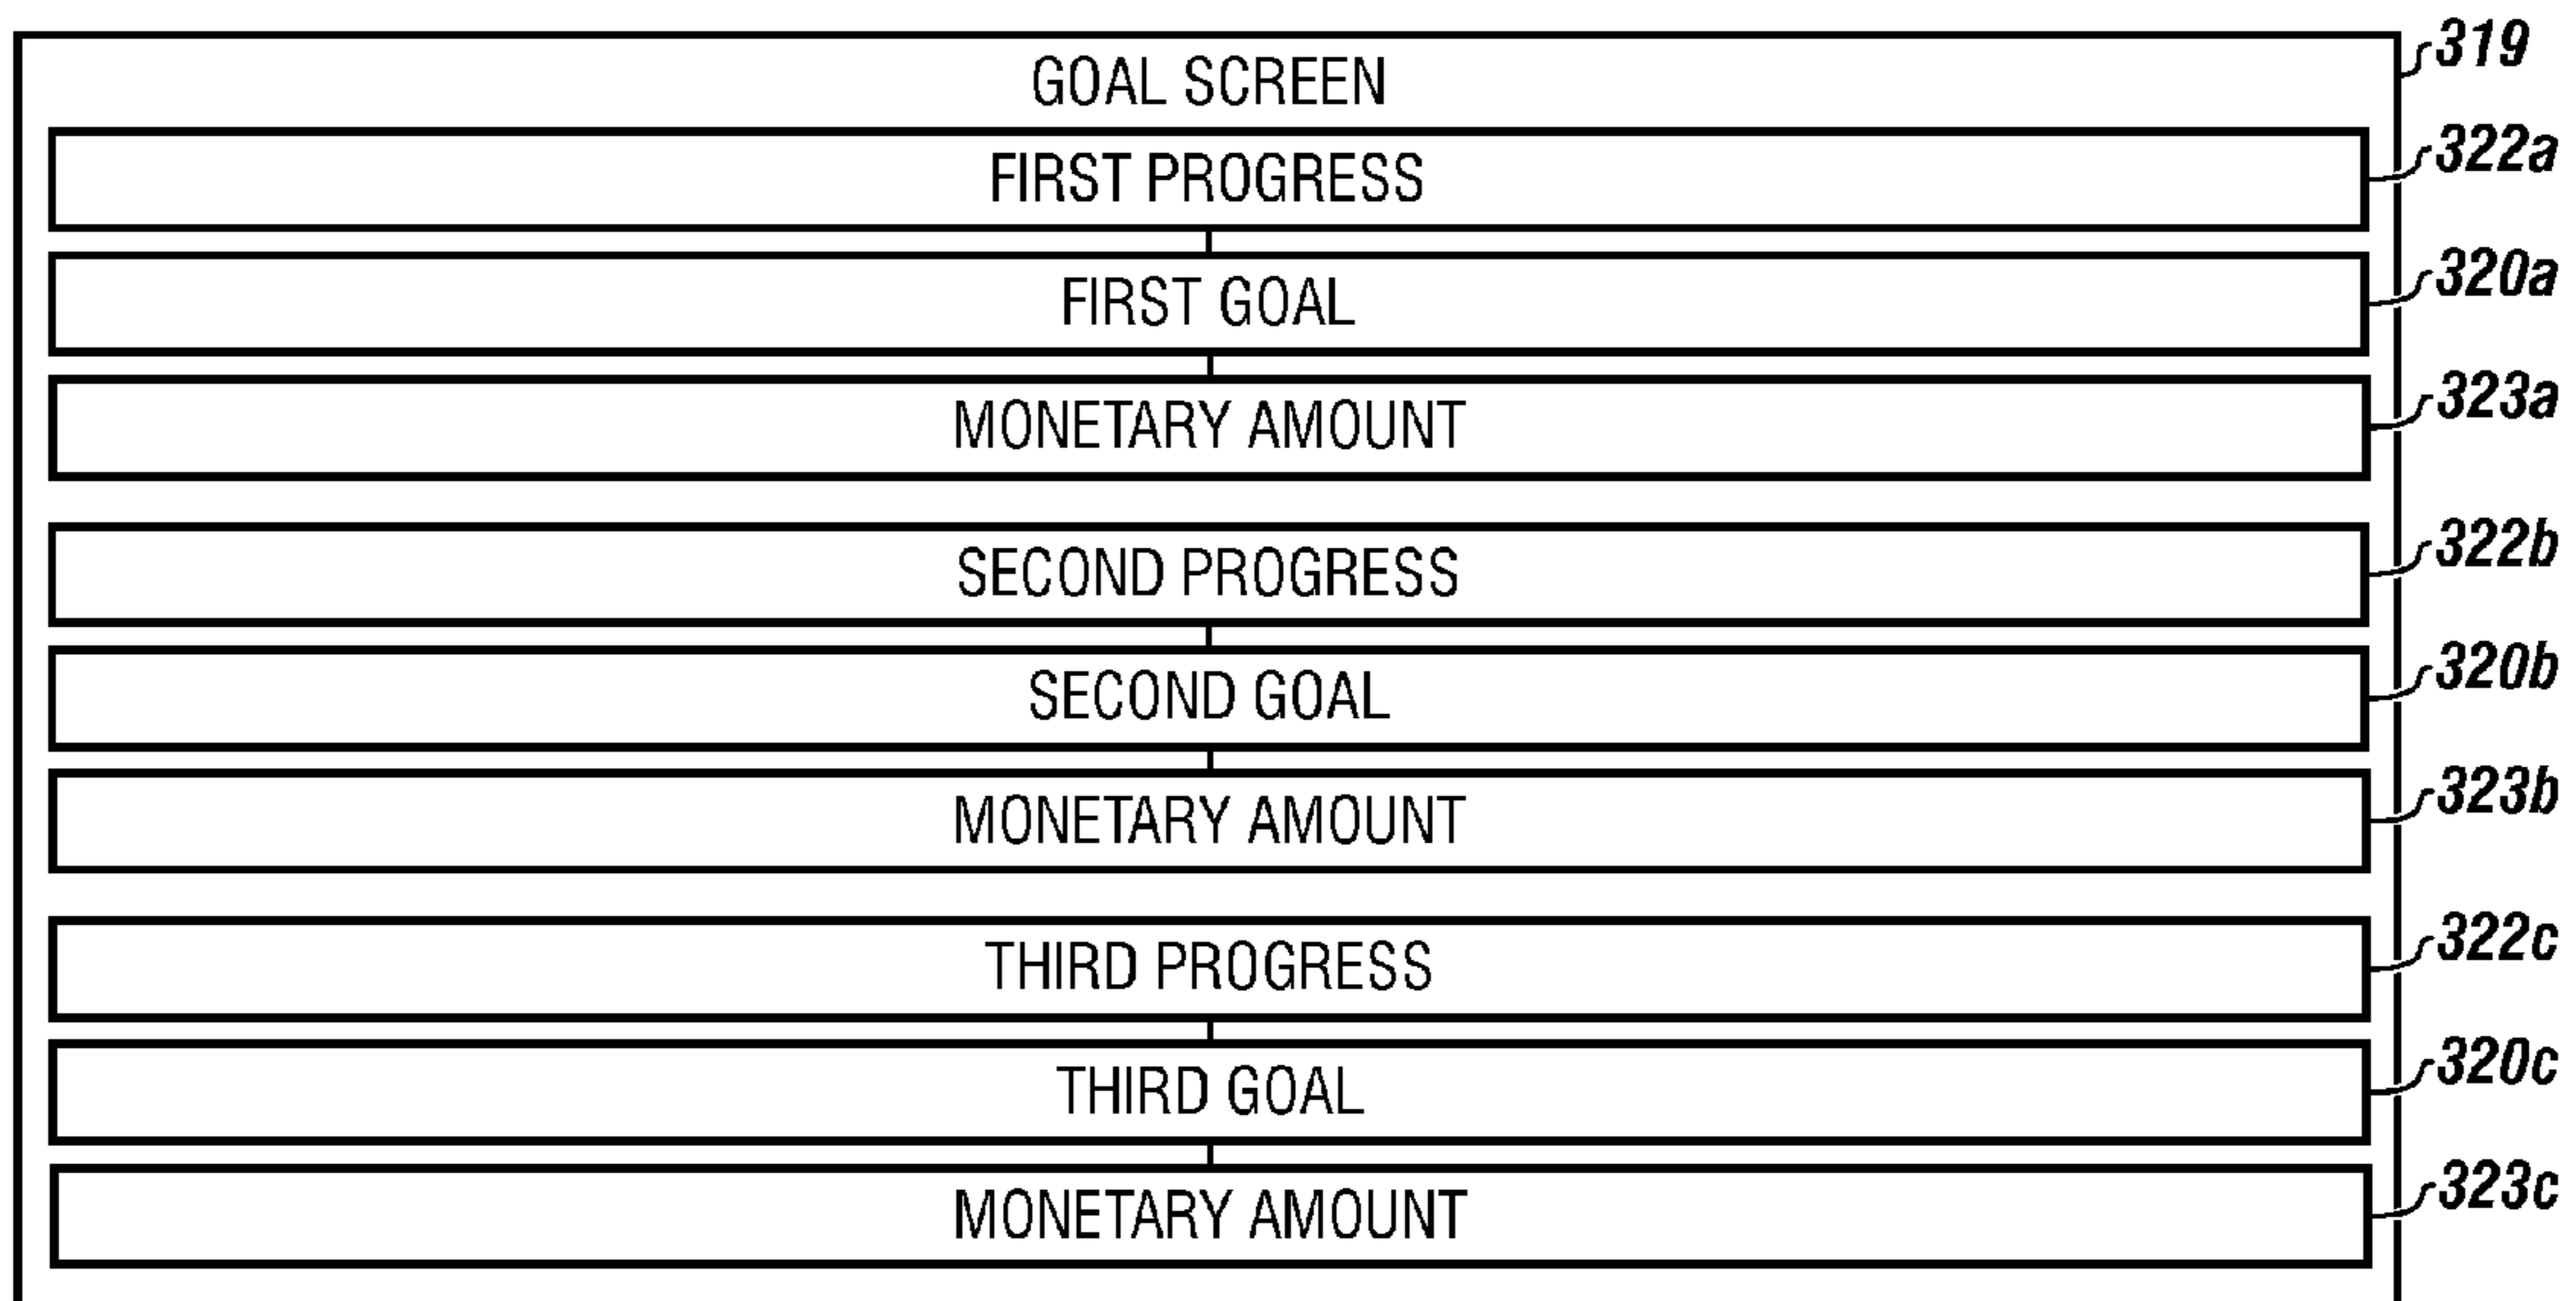 GOAL SCREEN 319
FIRST PROGRESS 322a
FIRST GOAL 320a
MONETARY AMOUNT 323a
SECOND PROGRESS 322b
SECOND GOAL 320b
MONETARY AMOUNT 323b
THIRD PROGRESS 322c
THIRD GOAL 320c
MONETARY AMOUNT 323c